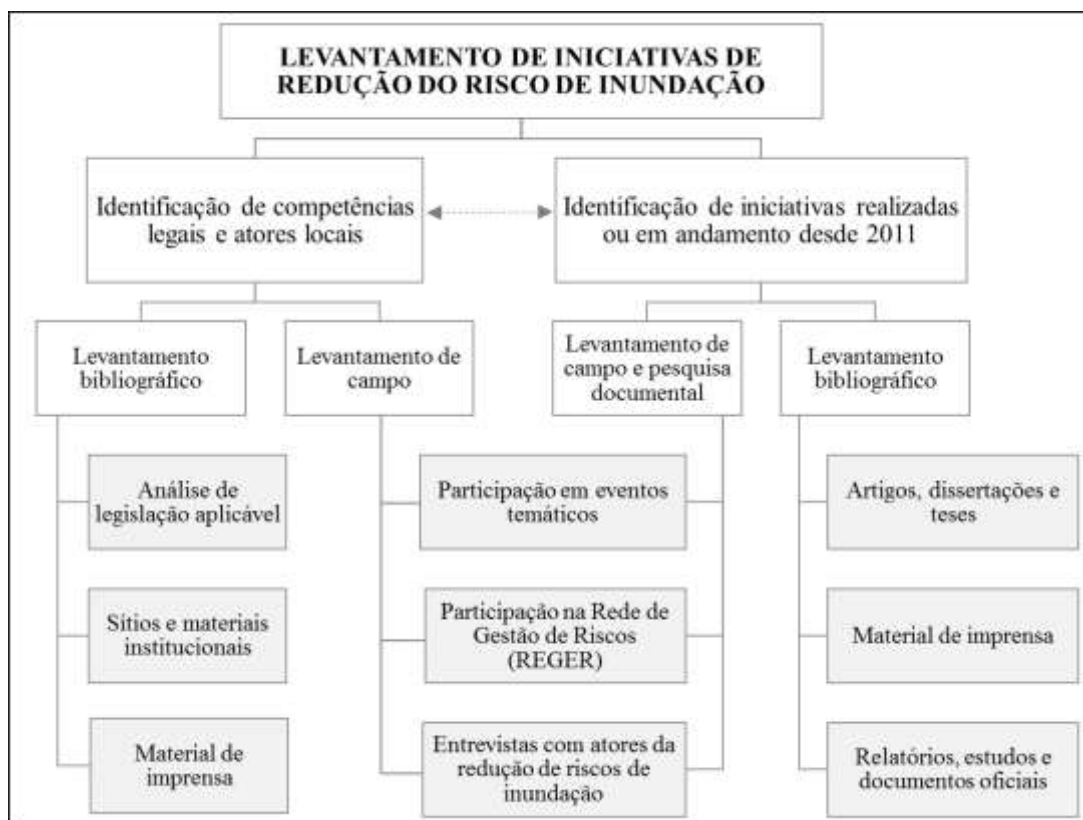 LEVANTAMENTO DE INICIATIVAS DE
REDUÇÃO DO RISCO DE INUNDAÇÃO
Identificação de competências
legais e atores locais
Identificação de iniciativas realizadas
ou em andamento desde 2011
Levantamento
bibliográfico
Levantamento de
campo
Levantamento de
campo e pesquisa
documental
Levantamento
bibliográfico
Análise de
legislação aplicável
Participação em eventos
temáticos
Artigos, dissertações e
teses
Sítios e materiais
institucionais
Participação na Rede de
Gestão de Riscos
(REGER)
Material de imprensa
Material de
imprensa
Entrevistas com atores da
redução de riscos de
inundação
Relatórios, estudos e
documentos oficiais